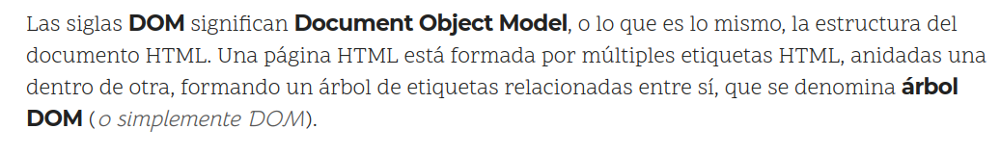 Las siglas DOM significan Document Object Model, o lo que es lo mismo, la estructura del
documento HTML. Una página HTML está formada por múltiples etiquetas HTML, anidadas una
dentro de otra, formando un árbol de etiquetas relacionadas entre sí, que se denomina árbol
DOM (o simplemente DOM).